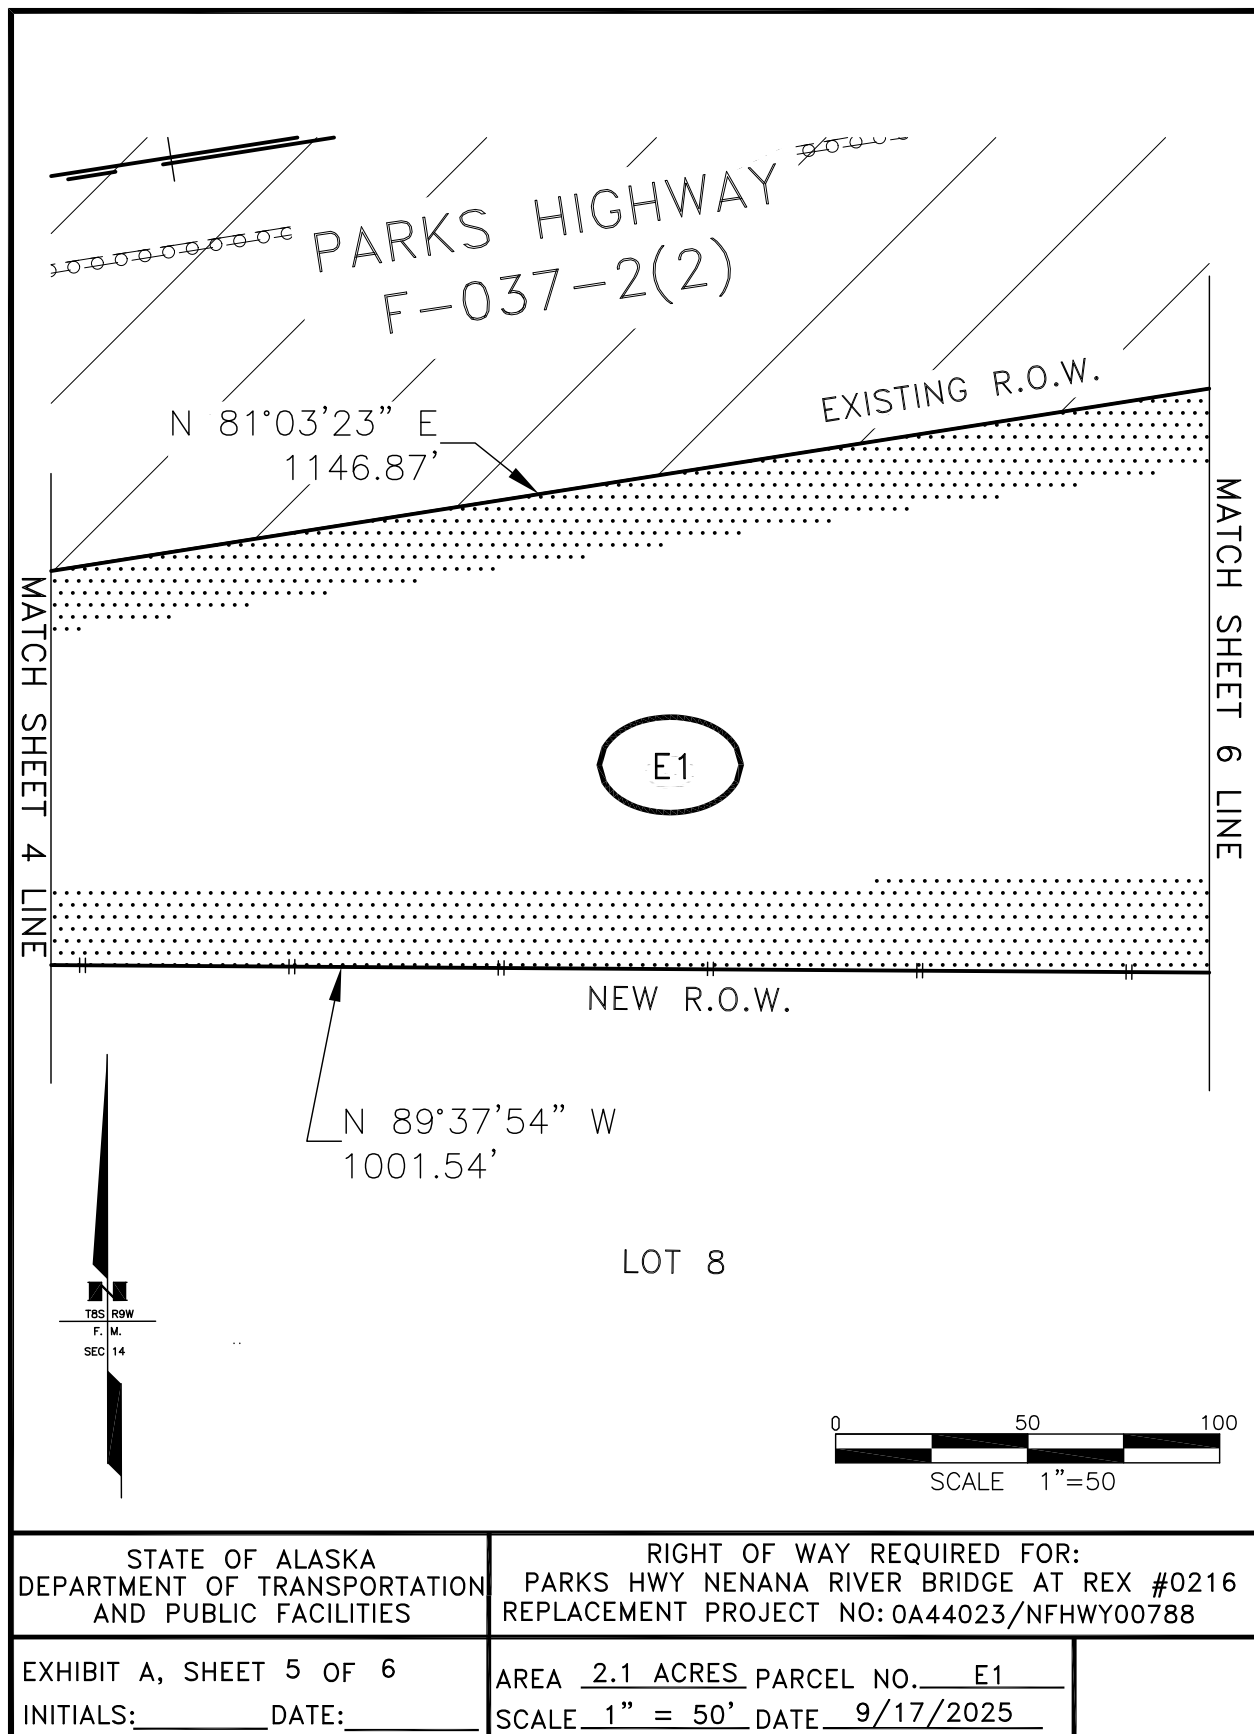 PARKS HIGHWAY
F-037-2(2)
EXISTING R.O.W.
N 81°03'23" E
1146.87'
MATCH SHEET 4 LINE
MATCH SHEET 6 LINE
E1
NEW R.O.W.
N 89°37'54" W
1001.54'
LOT 8
N
T8S R9W
F. M.
SEC 14
0 50 100
SCALE 1"=50
STATE OF ALASKA
DEPARTMENT OF TRANSPORTATION
AND PUBLIC FACILITIES
RIGHT OF WAY REQUIRED FOR:
PARKS HWY NENANA RIVER BRIDGE AT REX #0216
REPLACEMENT PROJECT NO: 0A44023/NFHWY00788
EXHIBIT A, SHEET 5 OF 6
INITIALS: DATE:
AREA 2.1 ACRES PARCEL NO. E1
SCALE 1" = 50' DATE 9/17/2025